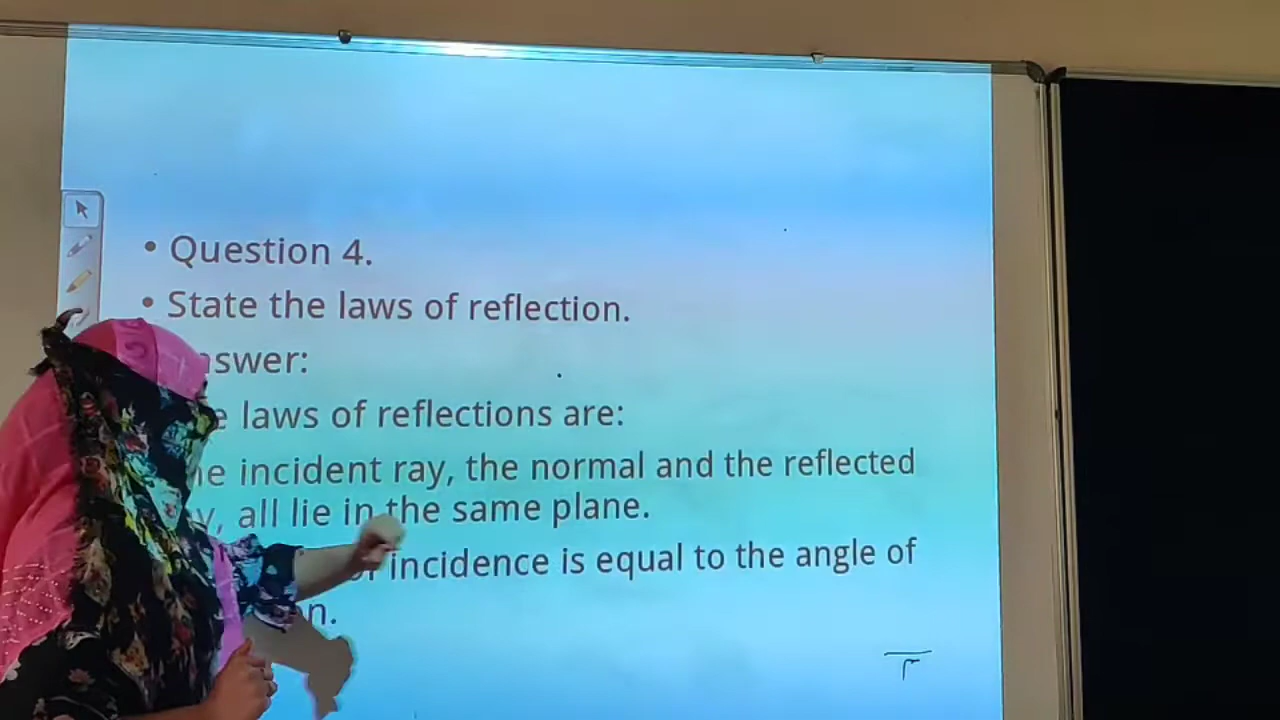 • Question 4.
• State the laws of reflection.
swer:
laws of reflections are:
incident ray, the normal and the reflected
all lie in the same plane.
incidence is equal to the angle of